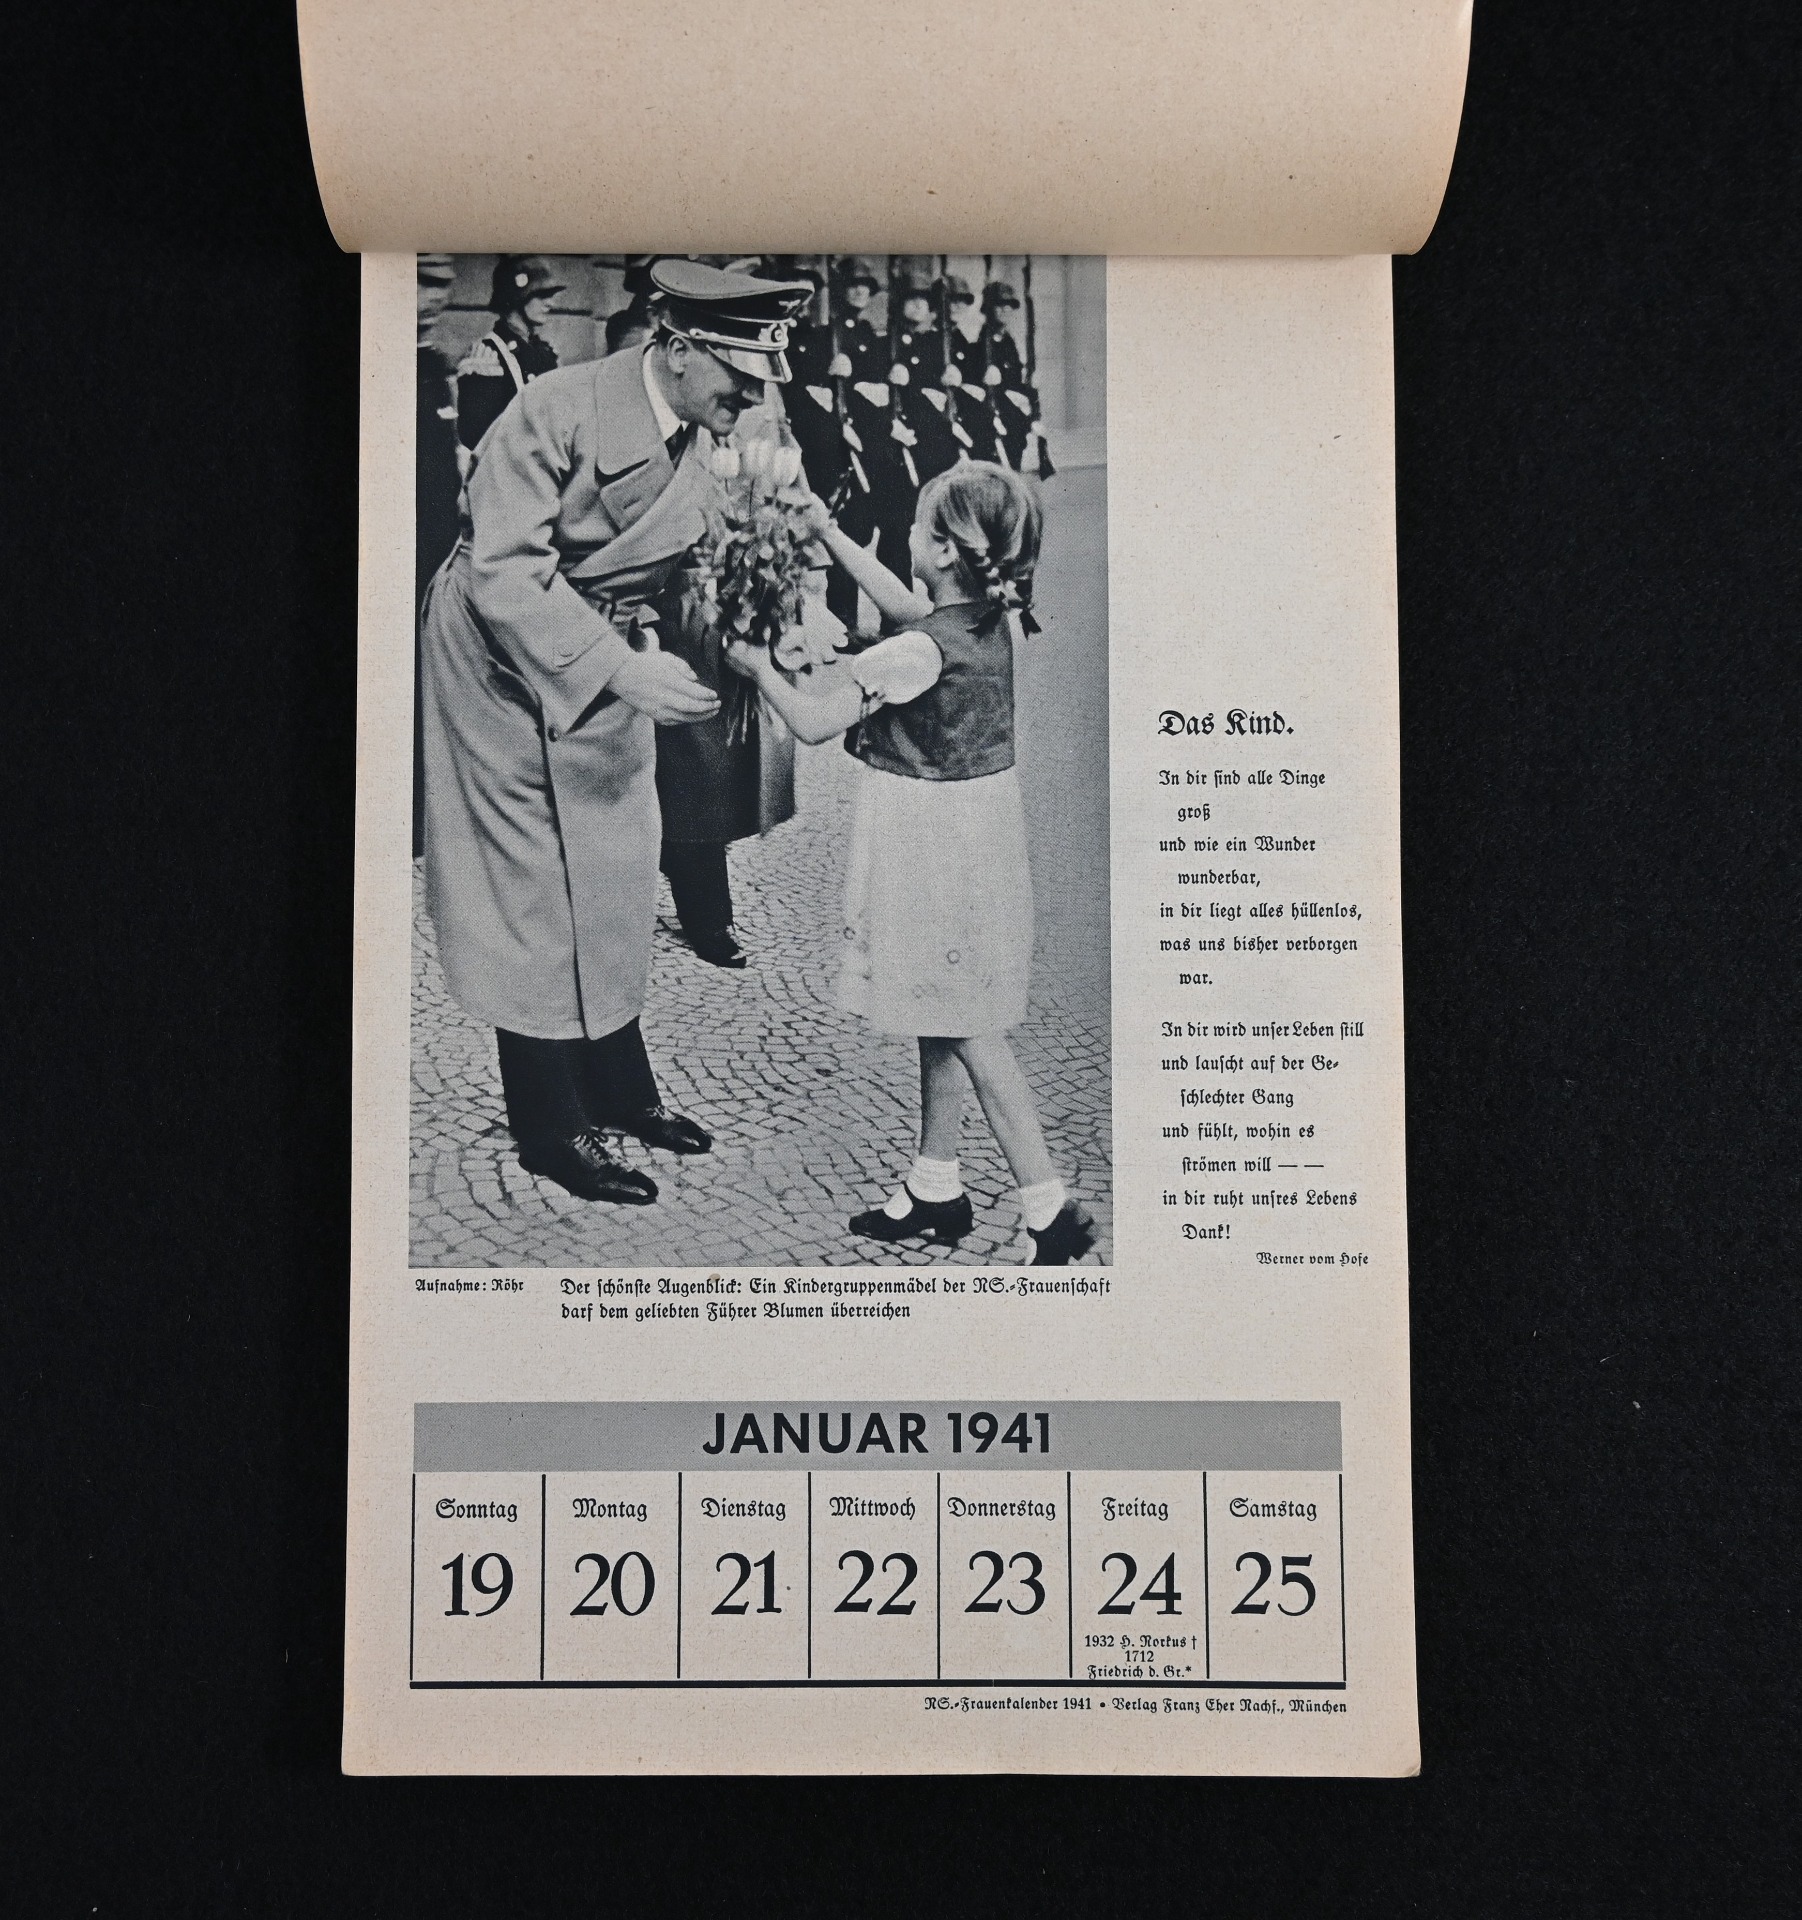 Das Kind.
In dir sind alle Dinge
groß
und wie ein Wunder
wunderbar,
in dir liegt alles hüllenlos,
was uns bisher verborgen
war.
In dir wird unser Leben still
und lauscht auf der Ge-
schlechter Gang
und fühlt, wohin es
strömen will — —
in dir ruht unsres Lebens
Dank!
Werner vom Hofe
Aufnahme: Röhr
Der schönste Augenblick: Ein Kindergruppenmädel der NS.-Frauenschaft
darf dem geliebten Führer Blumen überreichen
JANUAR 1941
Sonntag Montag Dienstag Mittwoch Donnerstag Freitag Samstag
19 20 21 22 23 24 25
1932 H. Norkus †
1712
Friedrich d. Gr.*
NS.-Frauenkalender 1941 • Verlag Franz Eher Nachf., München